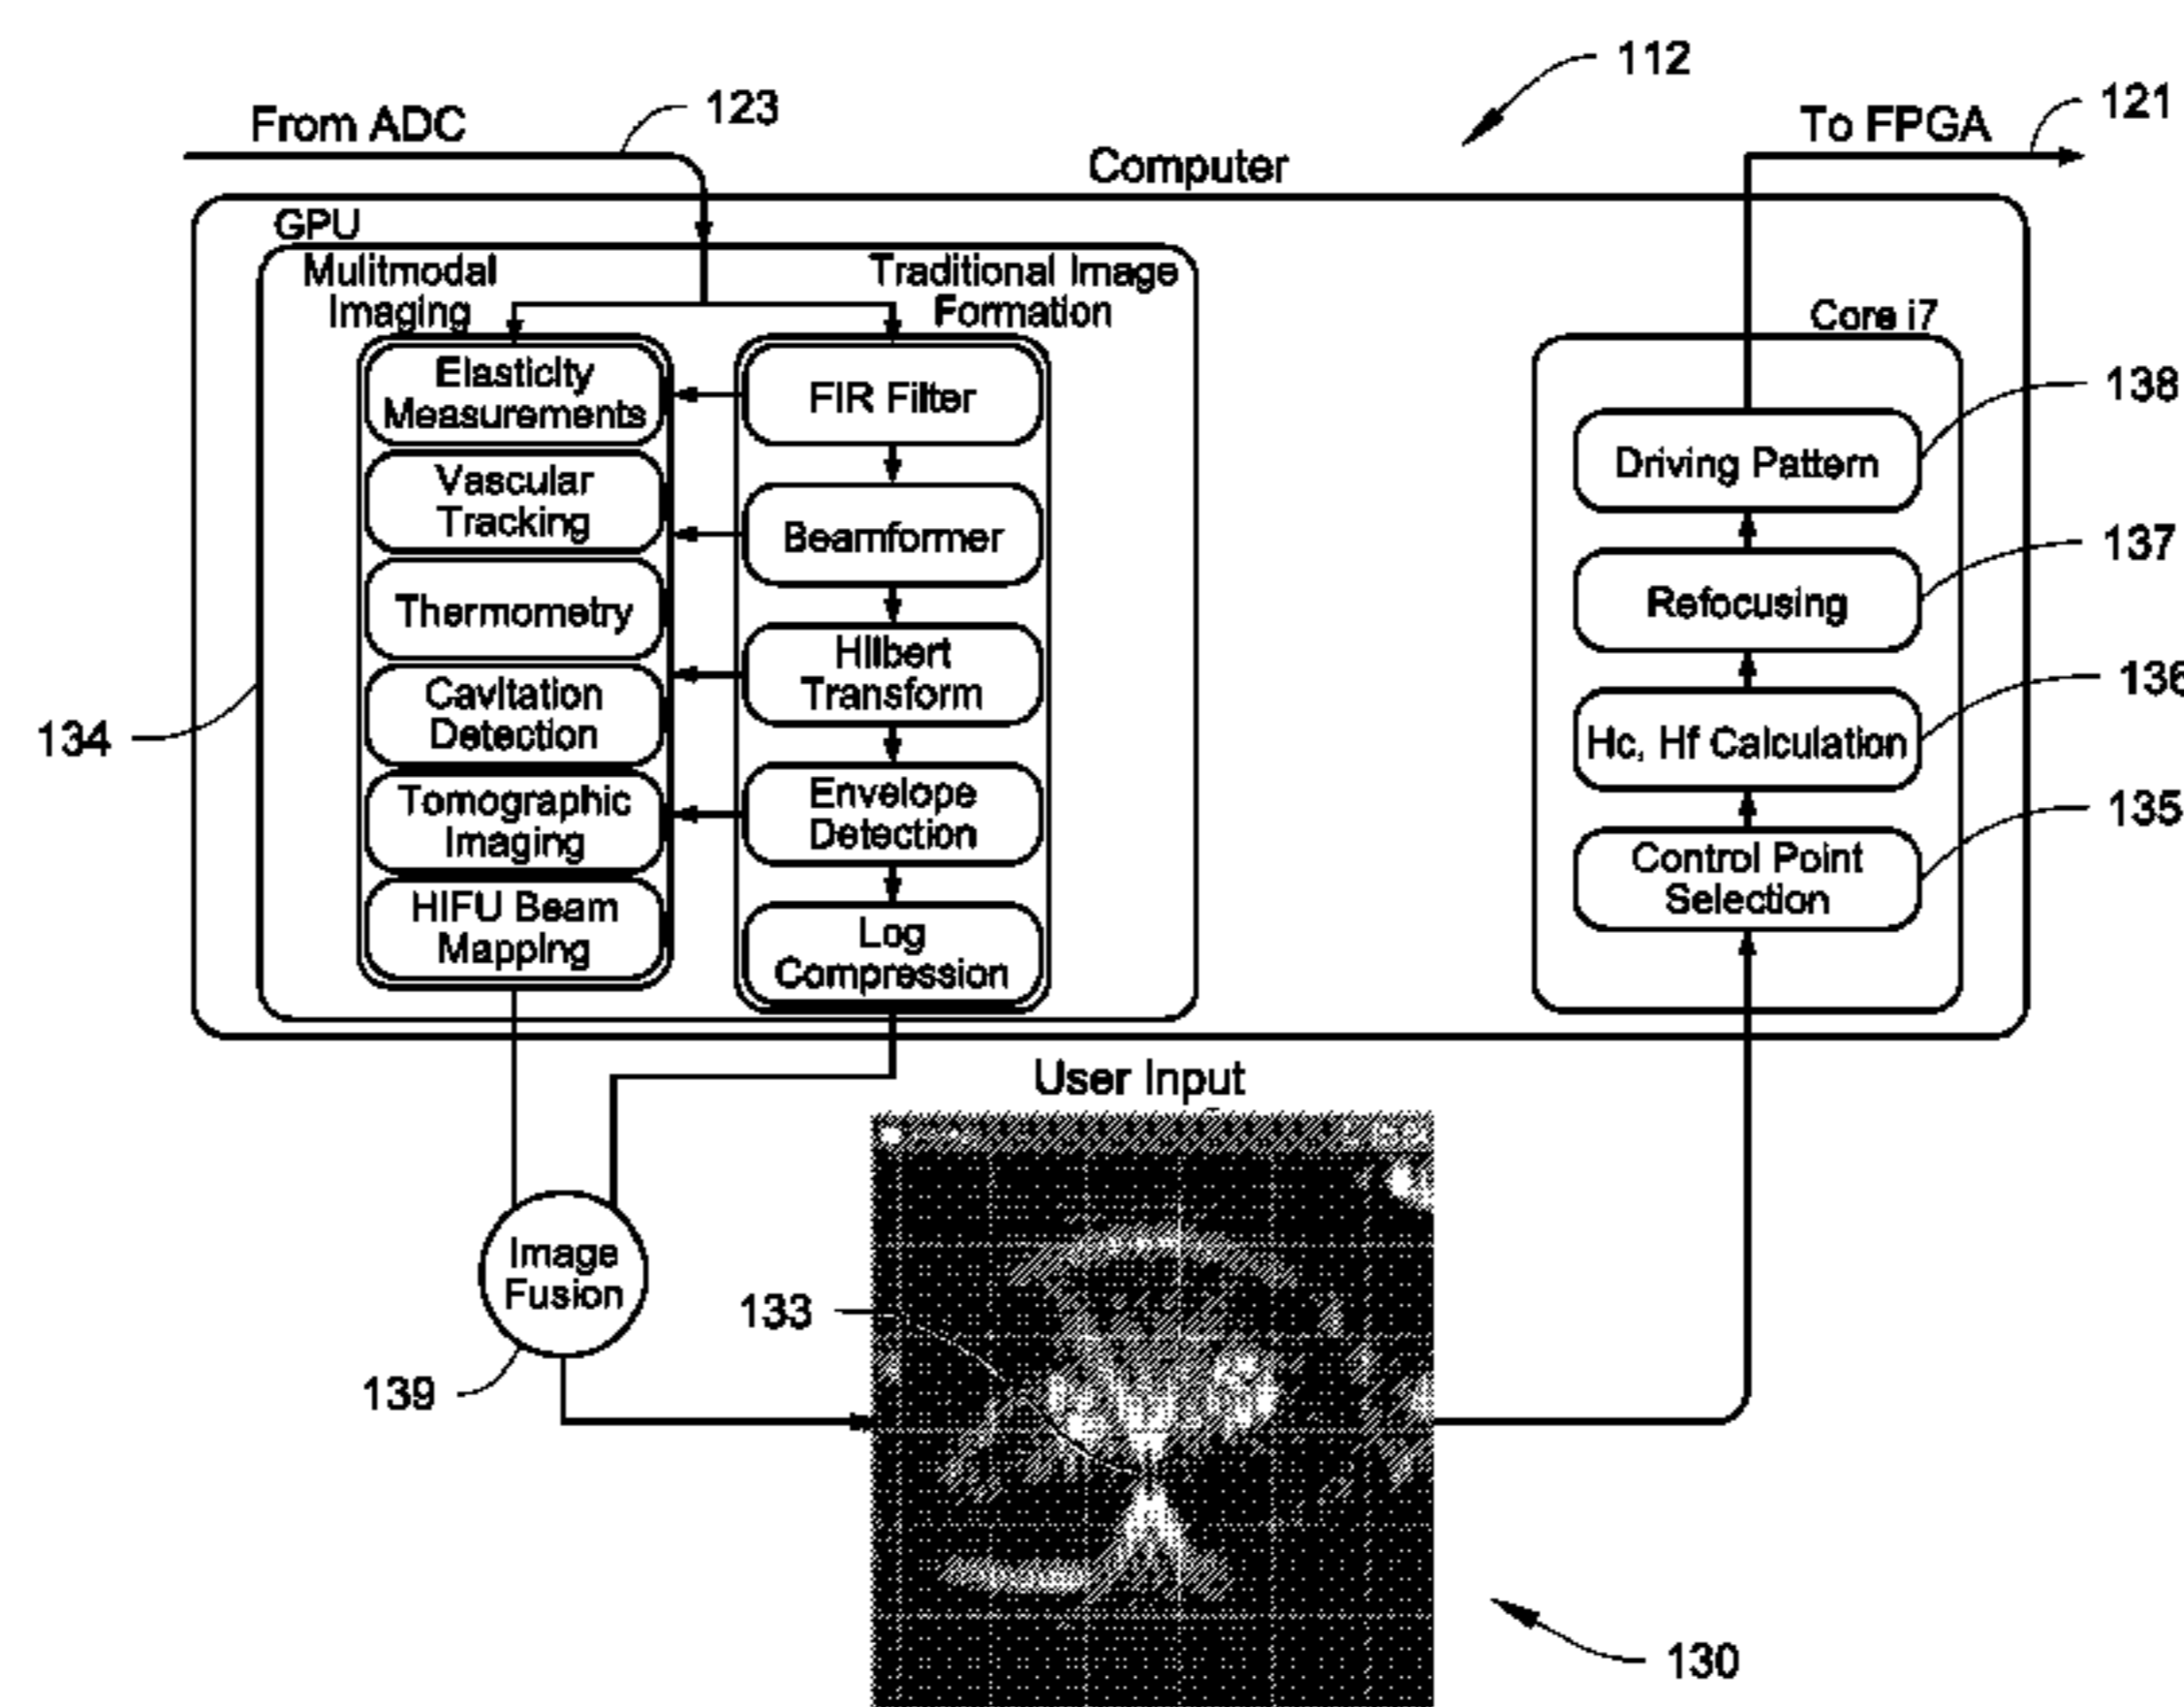 112
From ADC
123
To FPGA
121
Computer
GPU
Mulitmodal
Imaging
Traditional Image
Formation
Core i7
Elasticity
Measurements
FIR Filter
138
Vascular
Tracking
Driving Pattern
Beamformer
137
Thermometry
Refocusing
Hilbert
Transform
136
Cavitation
Detection
134
Hc, Hf Calculation
Tomographic
Imaging
Envelope
Detection
135
Control Point
Selection
HIFU Beam
Mapping
Log
Compression
User Input
Image
Fusion
133
139
130